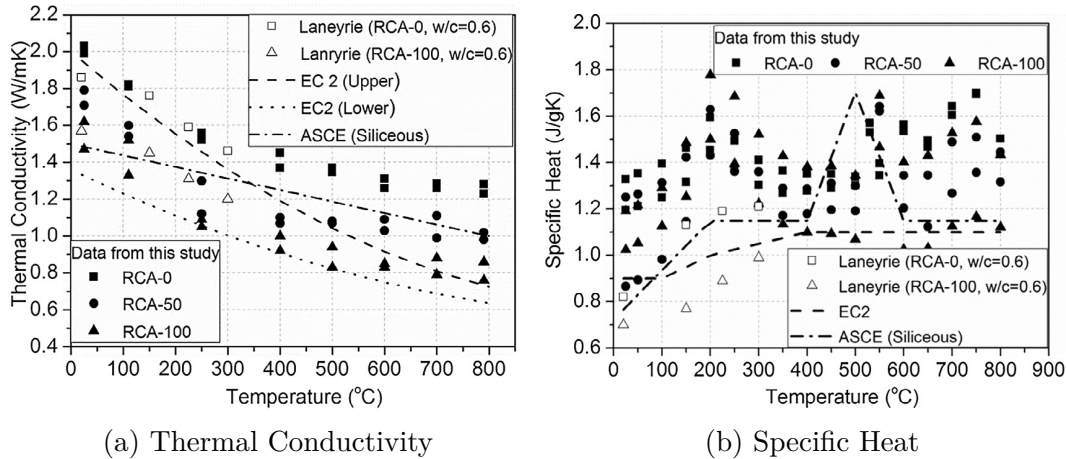 Thermal Conductivity (W/mK)
2.2
2.0
1.8
1.6
1.4
1.2
1.0
0.8
0.6
0.4
Laneyrie (RCA-0, w/c=0.6)
Lanryrie (RCA-100, w/c=0.6)
EC 2 (Upper)
EC2 (Lower)
ASCE (Siliceous)
Data from this study
RCA-0
RCA-50
RCA-100
0 100 200 300 400 500 600 700 800
Temperature (°C)
(a) Thermal Conductivity
Specific Heat (J/gK)
2.0
1.8
1.6
1.4
1.2
1.0
0.8
0.6
Data from this study
RCA-0 RCA-50 RCA-100
Laneyrie (RCA-0, w/c=0.6)
Laneyrie (RCA-100, w/c=0.6)
EC2
ASCE (Siliceous)
0 100 200 300 400 500 600 700 800 900
Temperature (°C)
(b) Specific Heat